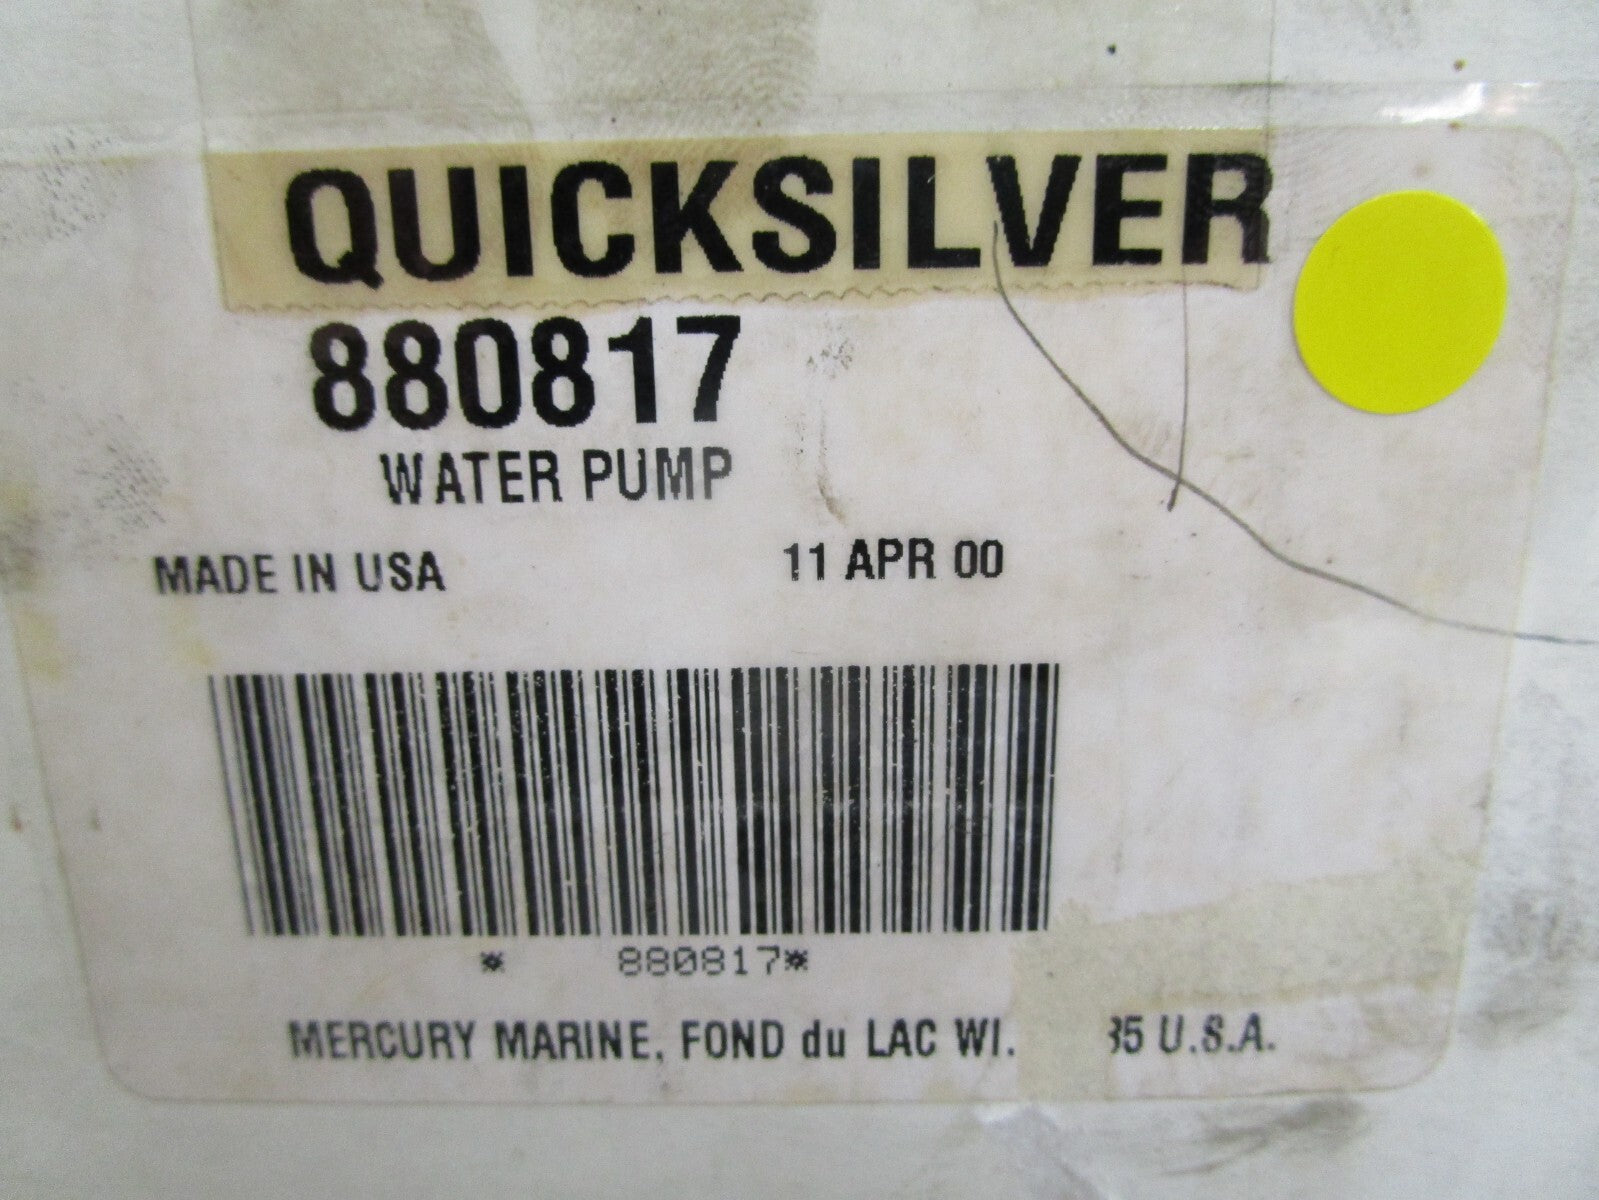 QUICKSILVER
880817
WATER PUMP
MADE IN USA 11 APR 00
* 880817*
MERCURY MARINE, FOND du LAC WI. 35 U.S.A.